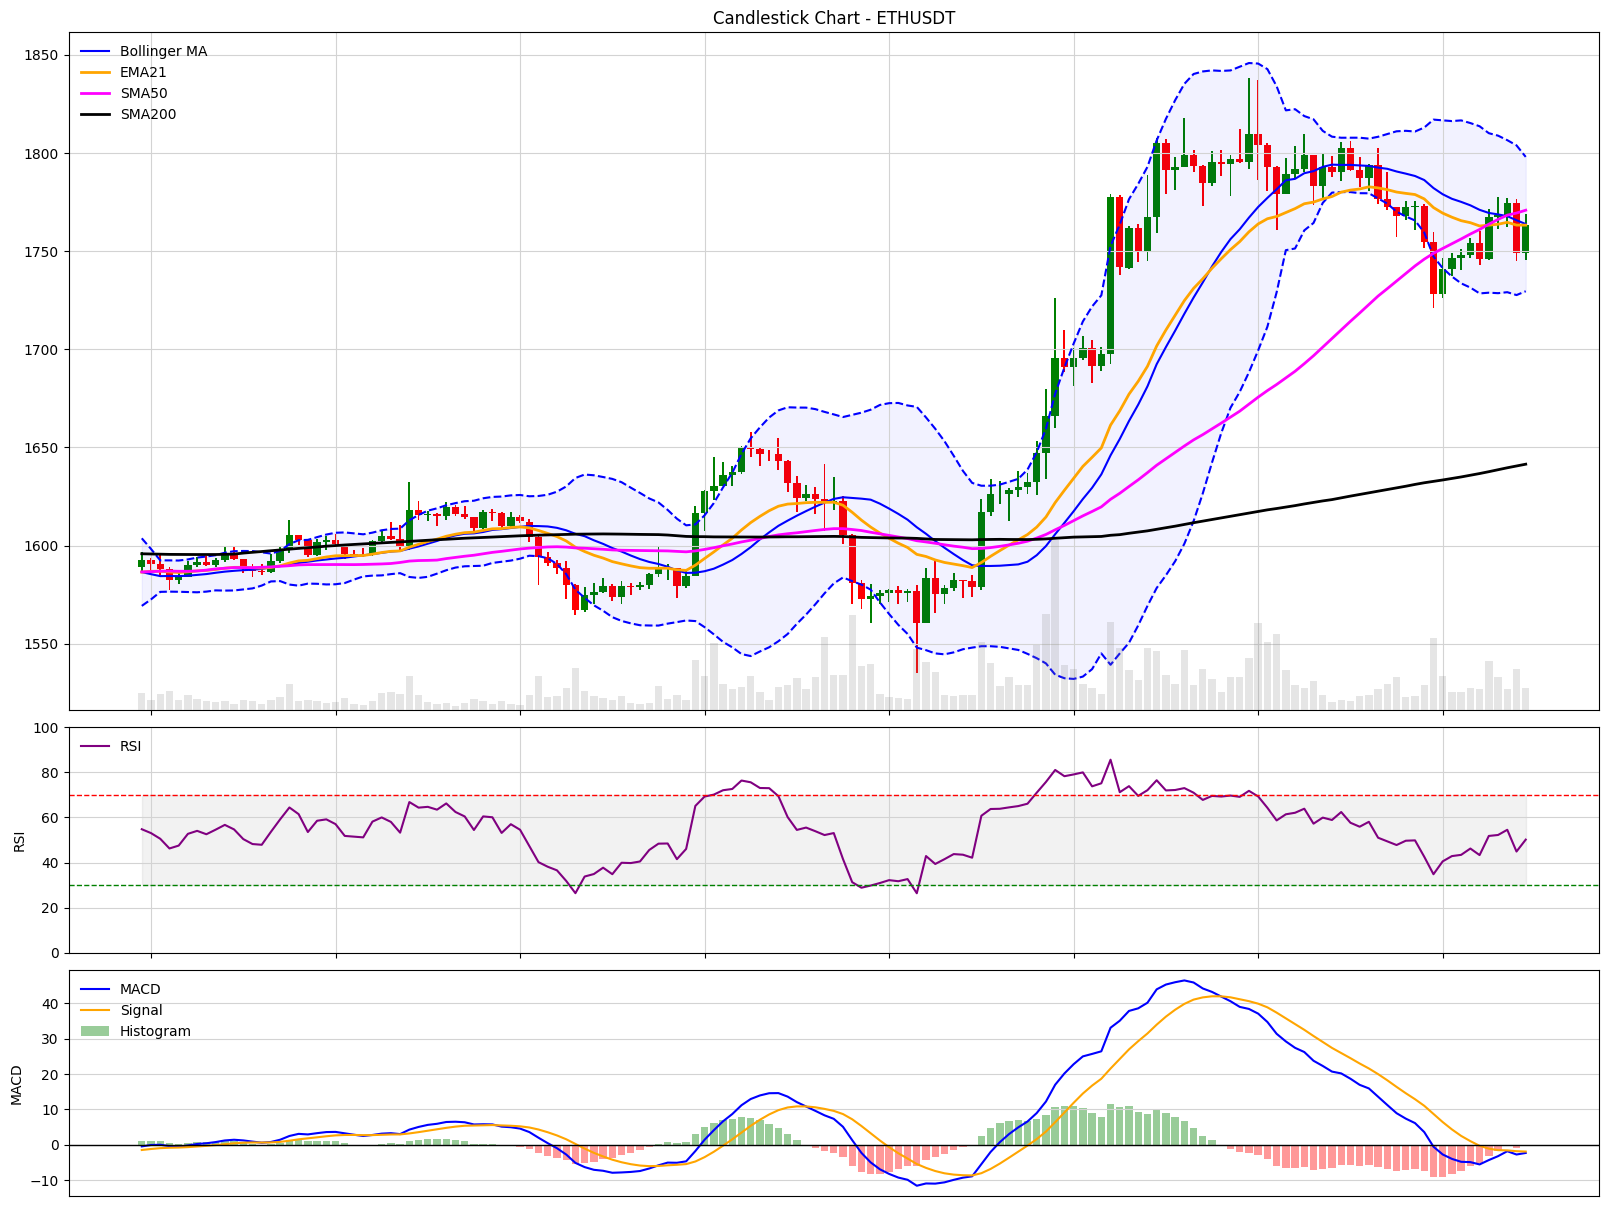 Candlestick Chart - ETHUSDT
Bollinger MA
EMA21
SMA50
SMA200
1850
1800
1750
1700
1650
1600
1550
RSI
100
80
60
40
20
0
RSI
MACD
Signal
Histogram
40
30
20
10
0
−10
MACD